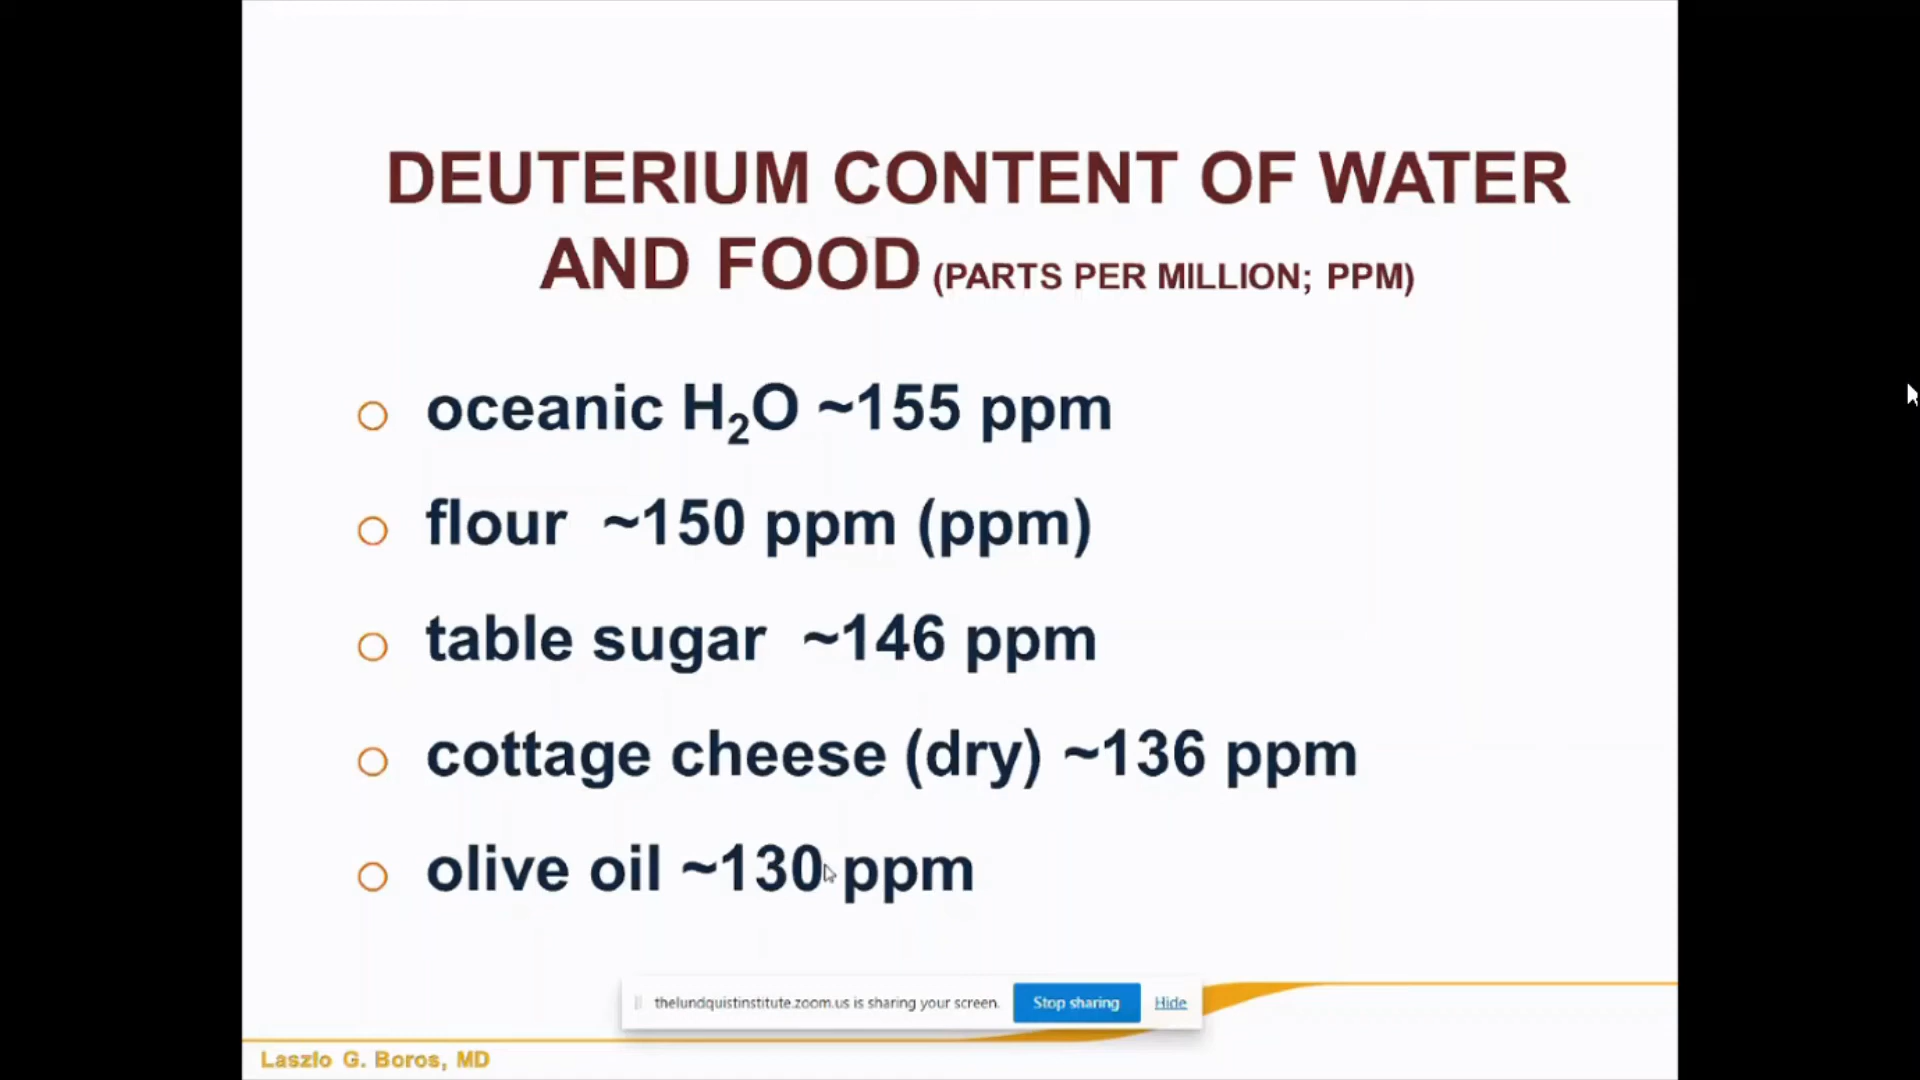 DEUTERIUM CONTENT OF WATER
AND FOOD (PARTS PER MILLION; PPM)
oceanic H₂O ~155 ppm
flour ~150 ppm (ppm)
table sugar ~146 ppm
cottage cheese (dry) ~136 ppm
olive oil ~130 ppm
thelundquistinstitute.zoom.us is sharing your screen. Stop sharing Hide
Laszlo G. Boros, MD